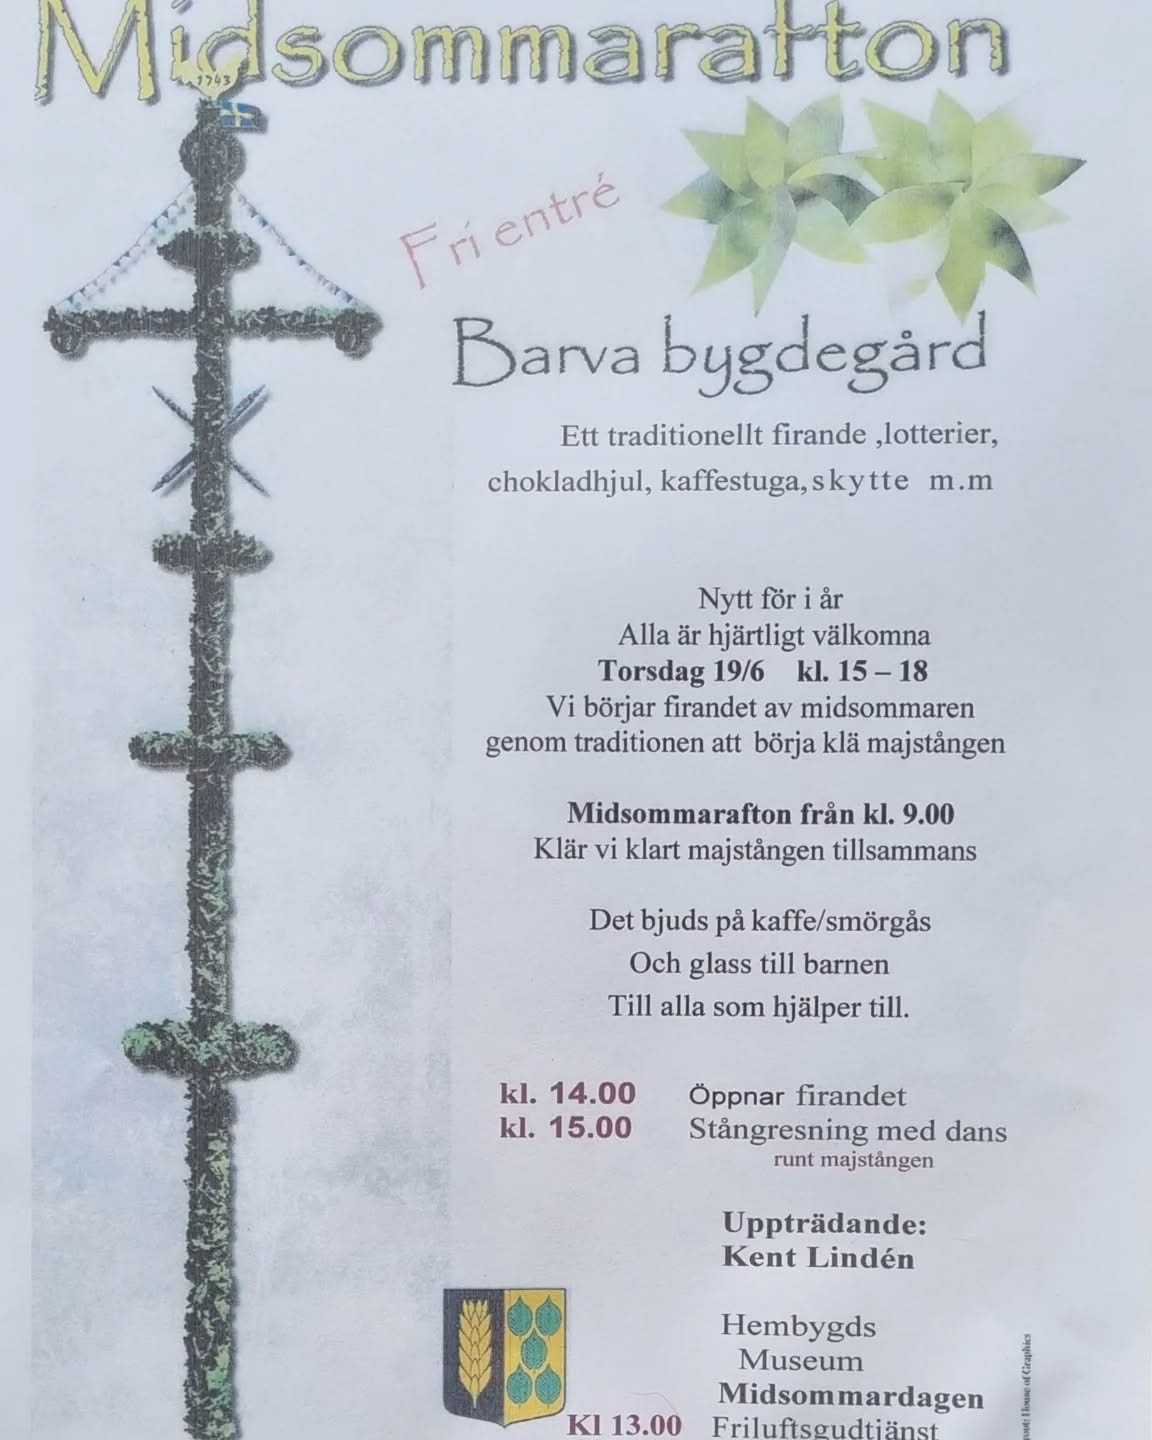 Midsommarafton
1743
Fri entré
Barva bygdegård
Ett traditionellt firande ,lotterier,
chokladhjul, kaffestuga, skytte m.m
Nytt för i år
Alla är hjärtligt välkomna
Torsdag 19/6 kl. 15 – 18
Vi börjar firandet av midsommaren
genom traditionen att börja klä majstången
Midsommarafton från kl. 9.00
Klär vi klart majstången tillsammans
Det bjuds på kaffe/smörgås
Och glass till barnen
Till alla som hjälper till.
kl. 14.00 Öppnar firandet
kl. 15.00 Stångresning med dans
runt majstången
Uppträdande:
Kent Lindén
Hembygds
Museum
Midsommardagen
Kl 13.00 Friluftsgudtjänst
House of Graphics